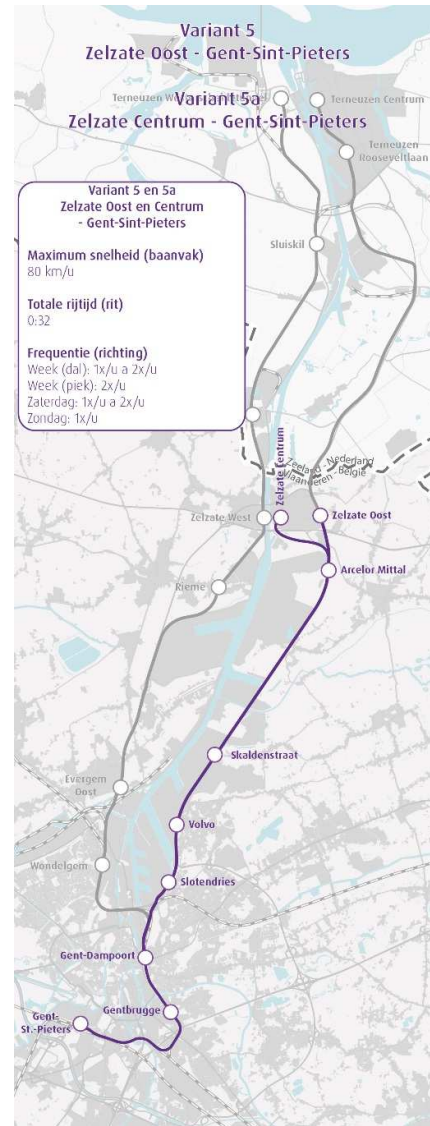 Variant 5
Zelzate Oost - Gent-Sint-Pieters
Terneuzen
Variant 5a
Terneuzen Centrum
Zelzate Centrum - Gent-Sint-Pieters
Terneuzen
Rooseveltlaan
Variant 5 en 5a
Zelzate Oost en Centrum
- Gent-Sint-Pieters
Maximum snelheid (baanvak)
80 km/u
Totale rijtijd (rit)
0:32
Frequentie (richting)
Week (dal): 1x/u a 2x/u
Week (piek): 2x/u
Zaterdag: 1x/u a 2x/u
Zondag: 1x/u
Sluiskil
Zeeland - Nederland
Vlaanderen - België
Zelzate Centrum
Zelzate West
Zelzate Oost
Arcelor Mittal
Rieme
Skaldenstraat
Evergem
Oost
Volvo
Wondelgem
Slotendries
Gent-Dampoort
Gentbrugge
Gent-
St.-Pieters